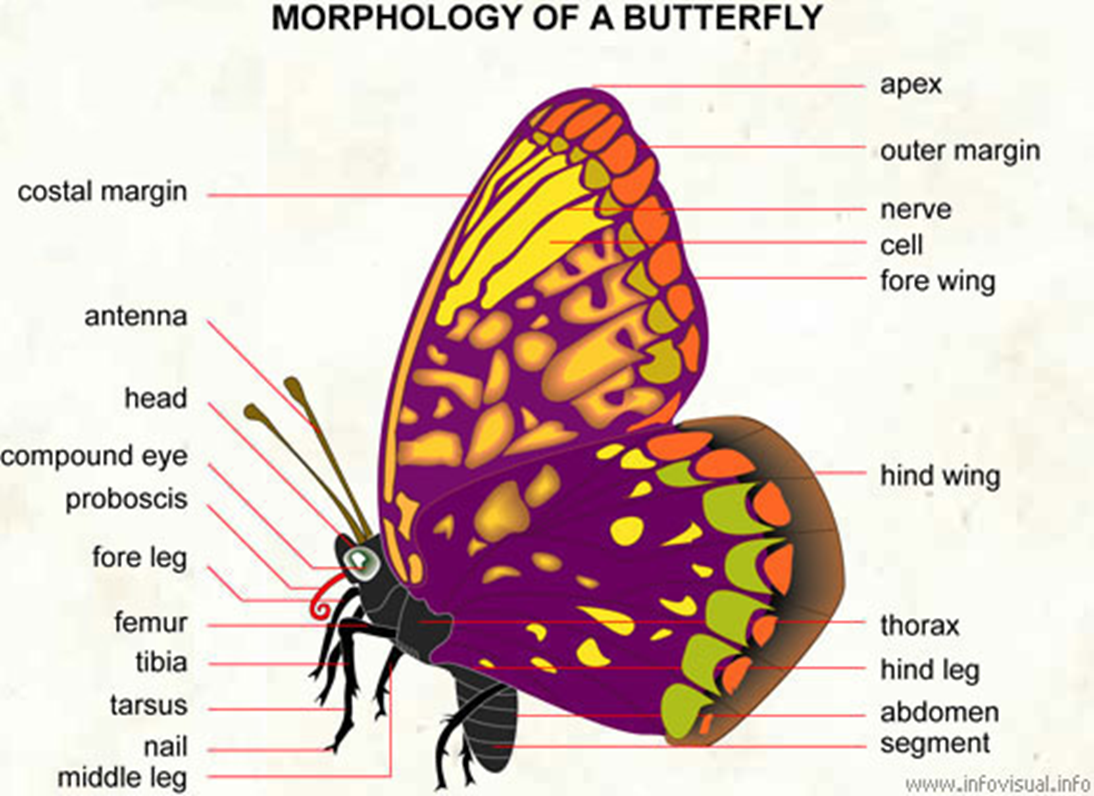 MORPHOLOGY OF A BUTTERFLY
costal margin
antenna
head
compound eye
proboscis
fore leg
femur
tibia
tarsus
nail
middle leg
apex
outer margin
nerve
cell
fore wing
hind wing
thorax
hind leg
abdomen
segment
www.infovisual.info